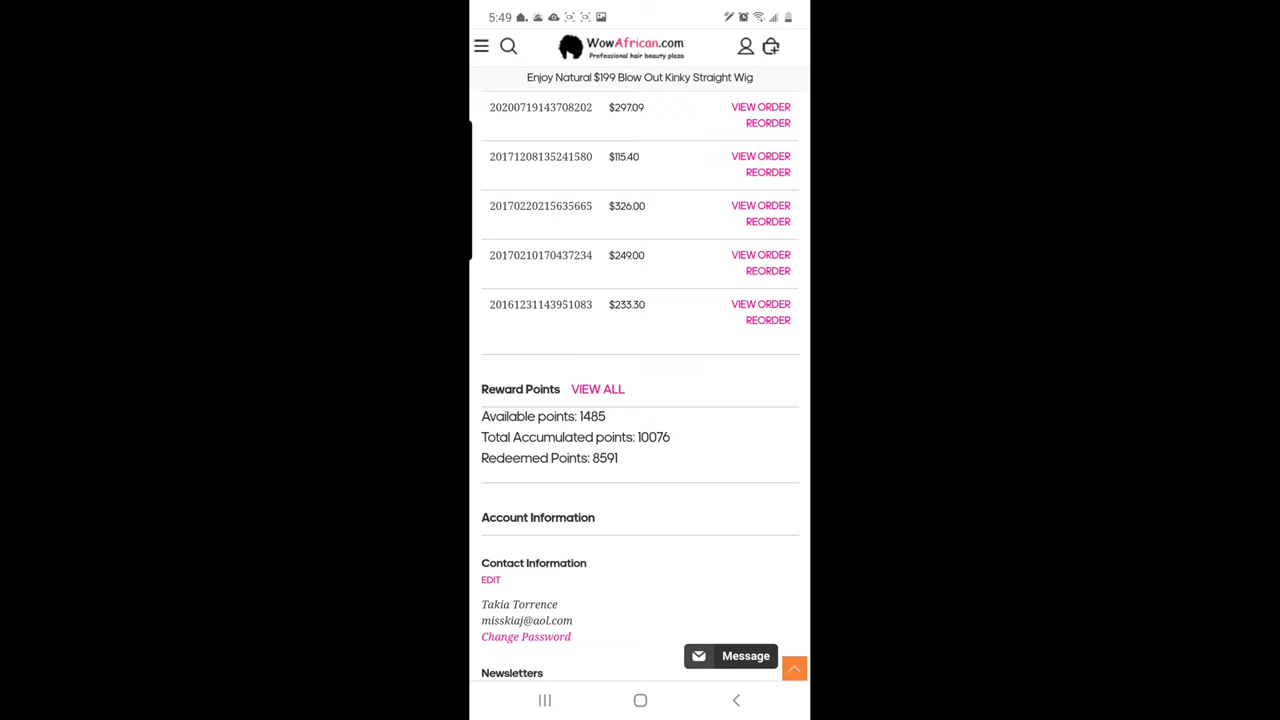 5:49
WowAfrican.com
Professional hair beauty plaza
Enjoy Natural $199 Blow Out Kinky Straight Wig
20200719143708202 $297.09 VIEW ORDER
REORDER
20171208135241580 $115.40 VIEW ORDER
REORDER
20170220215635665 $326.00 VIEW ORDER
REORDER
20170210170437234 $249.00 VIEW ORDER
REORDER
20161231143951083 $233.30 VIEW ORDER
REORDER
Reward Points VIEW ALL
Available points: 1485
Total Accumulated points: 10076
Redeemed Points: 8591
Account Information
Contact Information
EDIT
Takia Torrence
misskiaj@aol.com
Change Password
Message
Newsletters